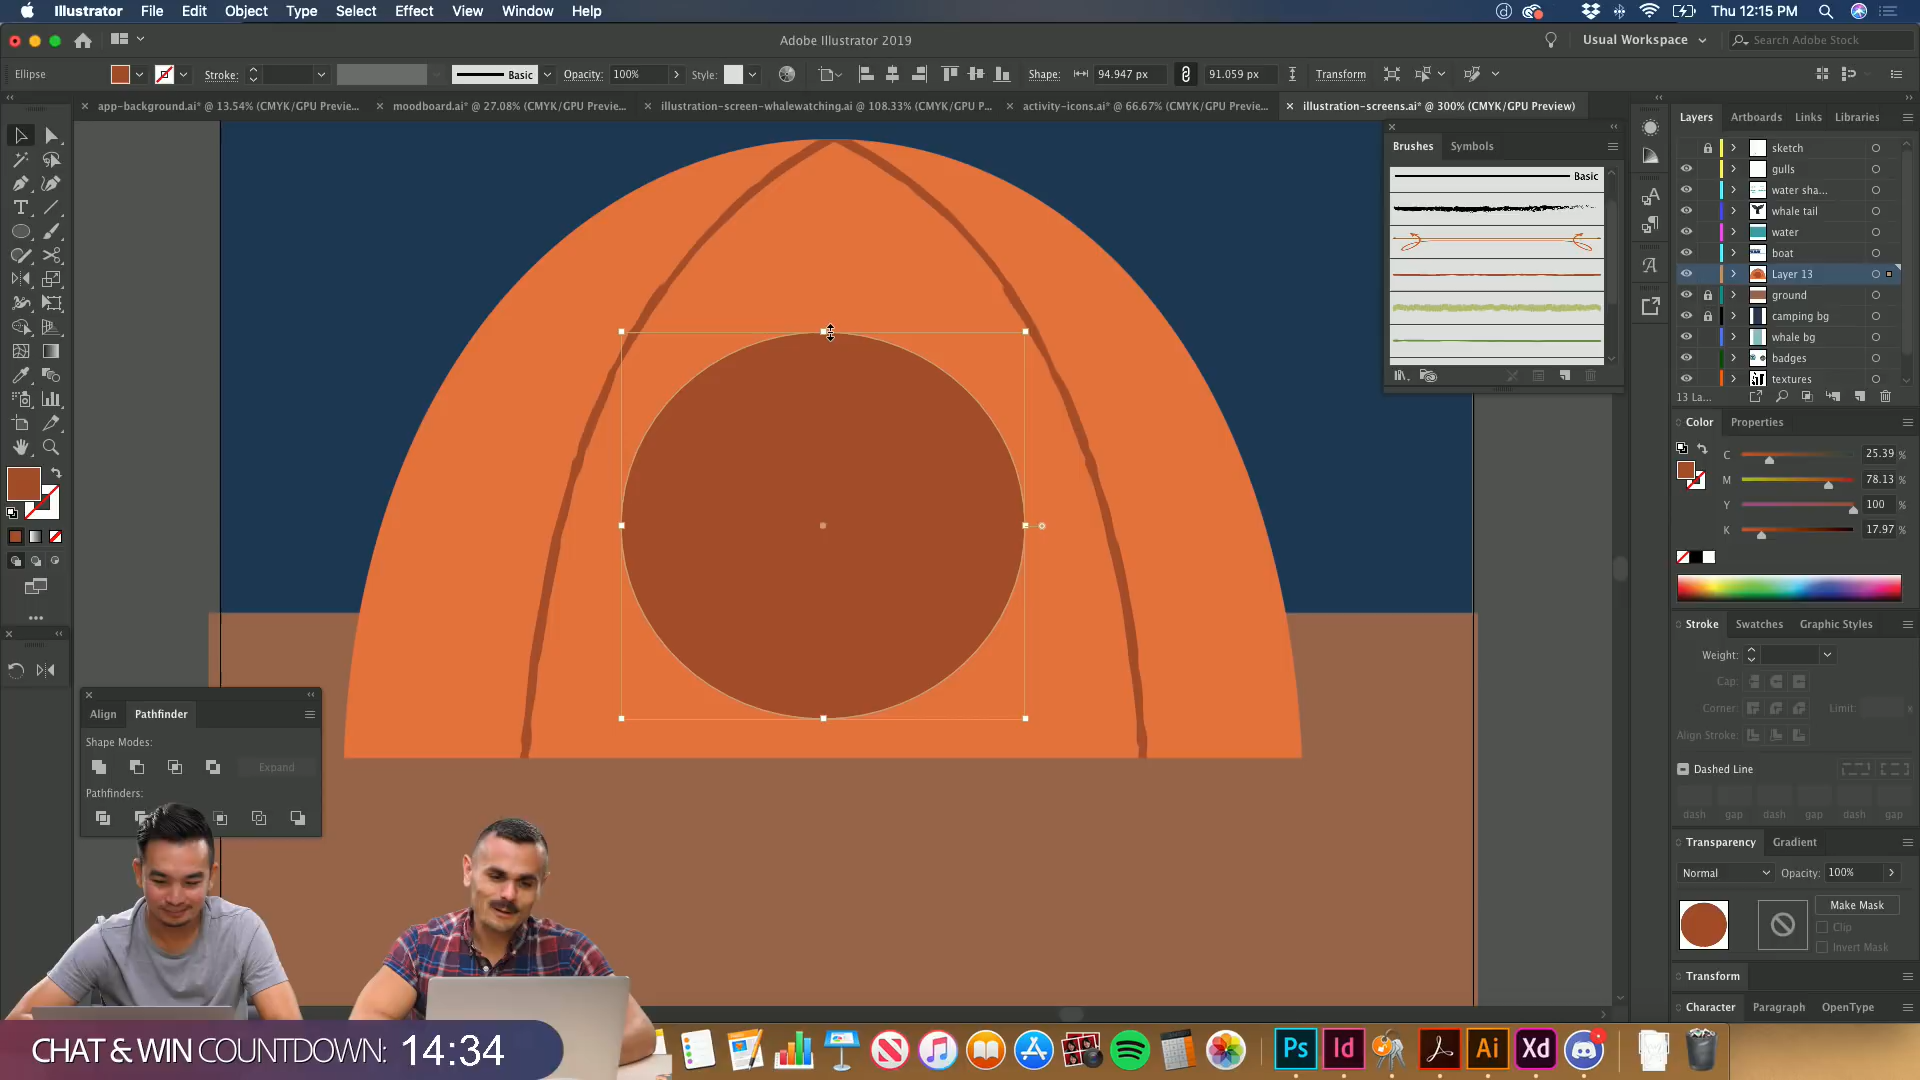 Illustrator File Edit Object Type Select Effect View Window Help
Thu 12:15 PM
Adobe Illustrator 2019
Usual Workspace
Search Adobe Stock
Ellipse
Stroke:
Basic
Opacity: 100%
Style:
Shape: 94.947 px 91.059 px
Transform
app-background.ai* @ 13.54% (CMYK/GPU Previe...
moodboard.ai* @ 27.08% (CMYK/GPU Previe...
illustration-screen-whalewatching.ai @ 108.33% (CMYK/GPU P...
activity-icons.ai* @ 66.67% (CMYK/GPU Previe...
illustration-screens.ai* @ 300% (CMYK/GPU Preview)
Brushes Symbols
Basic
Layers Artboards Links Libraries
sketch
gulls
water sha...
whale tail
water
boat
Layer 13
ground
camping bg
whale bg
badges
textures
13 La...
Color Properties
C 25.39 %
M 78.13 %
Y 100 %
K 17.97 %
Stroke Swatches Graphic Styles
Weight:
Cap:
Corner: Limit: x
Align Stroke:
Dashed Line
dash gap dash gap dash gap
Transparency Gradient
Normal Opacity: 100%
Make Mask
Clip
Invert Mask
Transform
Character Paragraph OpenType
Align Pathfinder
Shape Modes:
Expand
Pathfinders:
CHAT & WIN COUNTDOWN: 14:34
Ps Id Ai Xd